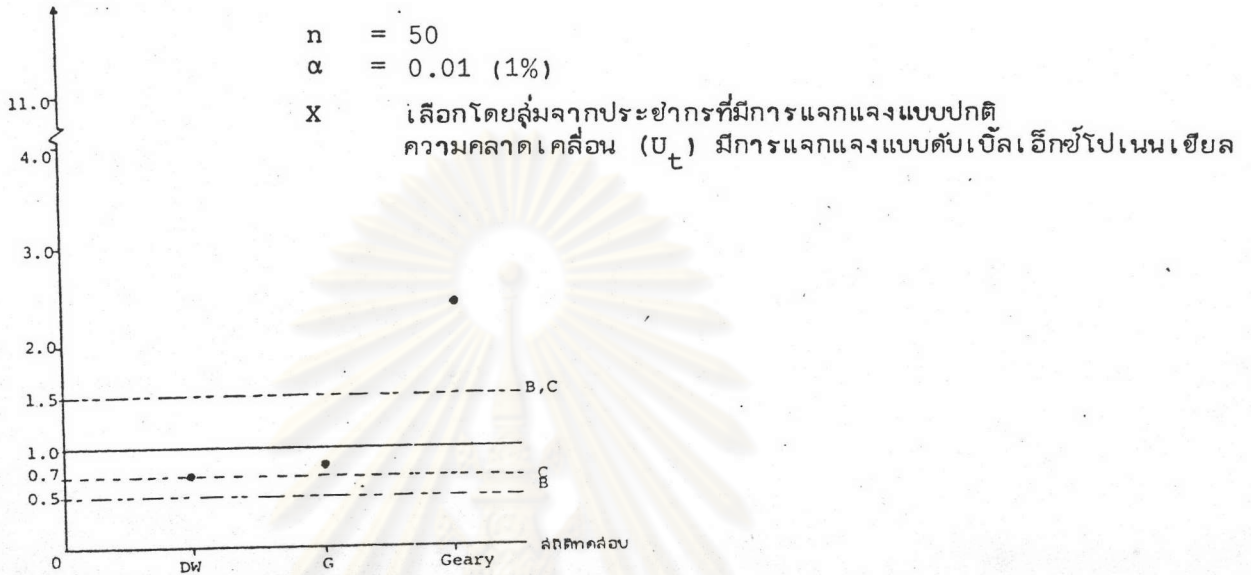 n = 50
α = 0.01 (1%)
X เลือกโดยสุ่มจากประชากรที่มีการแจกแจงแบบปกติ
ความคลาดเคลื่อน (U_t) มีการแจกแจงแบบดับเบิ้ลเอ็กซ์โปเนนเชียล
11.0
4.0
3.0
2.0
1.5
B,C
1.0
0.7
C
B
0.5
สถิติทดสอบ
0
DW
G
Geary